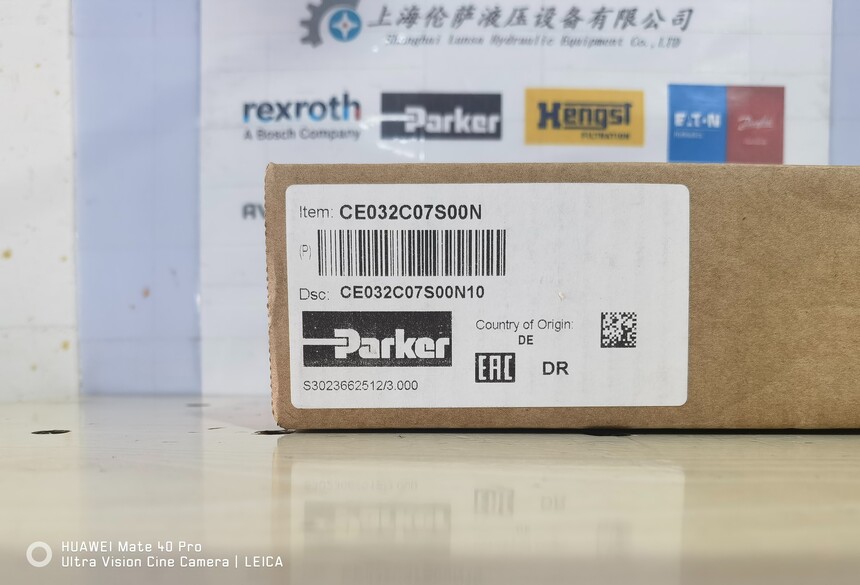 上海伦萨液压设备有限公司
Shanghai Lunsa Hydraulic Equipment Co.,LTD
rexroth
A Bosch Company
Parker
Hengst
FILTRATION
EATON
Danfoss
Item: CE032C07S00N
(P)
Dsc: CE032C07S00N10
Parker
Country of Origin:
DE
EAC
DR
S3023662512/3.000
HUAWEI Mate 40 Pro
Ultra Vision Cine Camera | LEICA